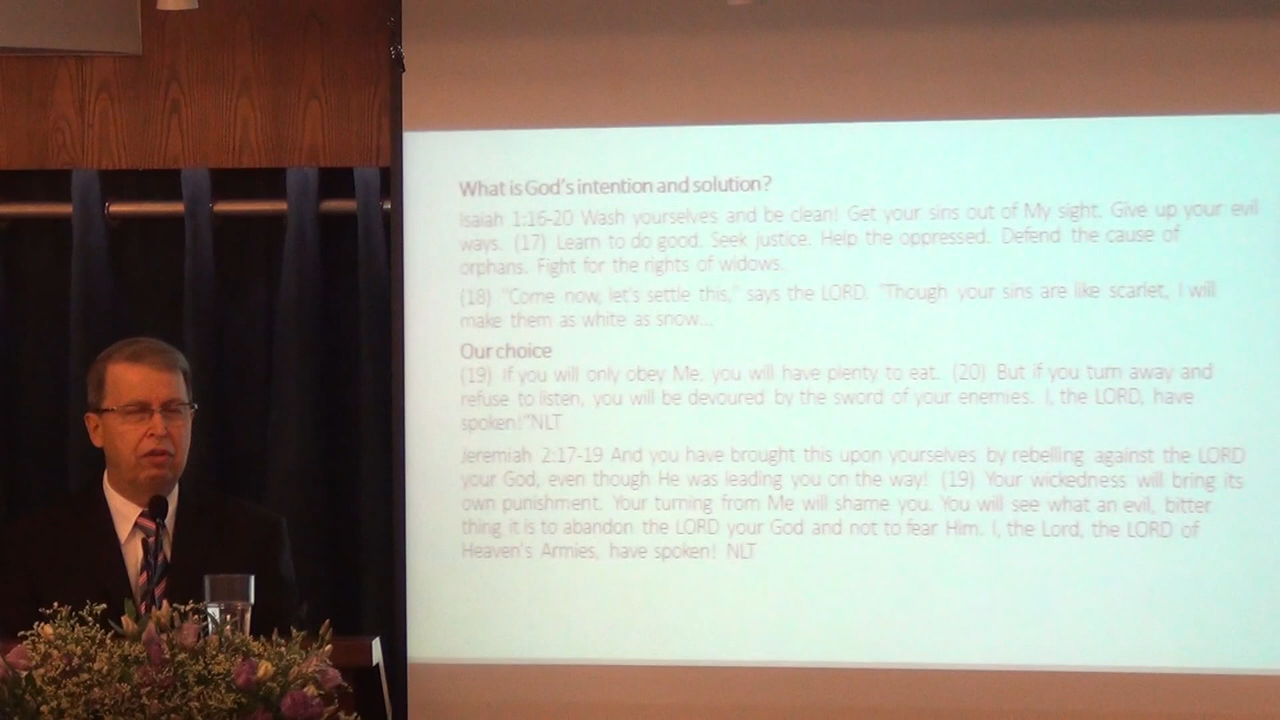 What is God's intention and solution?
Isaiah 1:16-20 Wash yourselves and be clean! Get your sins out of My sight. Give up your evil
ways. (17) Learn to do good. Seek justice. Help the oppressed. Defend the cause of
orphans. Fight for the rights of widows.
(18) "Come now, let's settle this," says the LORD. "Though your sins are like scarlet, I will
make them as white as snow...
Our choice
(19) If you will only obey Me, you will have plenty to eat. (20) But if you turn away and
refuse to listen, you will be devoured by the sword of your enemies. I, the LORD, have
spoken!"NLT
Jeremiah 2:17-19 And you have brought this upon yourselves by rebelling against the LORD
your God, even though He was leading you on the way! (19) Your wickedness will bring its
own punishment. Your turning from Me will shame you. You will see what an evil, bitter
thing it is to abandon the LORD your God and not to fear Him. I, the Lord, the LORD of
Heaven's Armies, have spoken! NLT